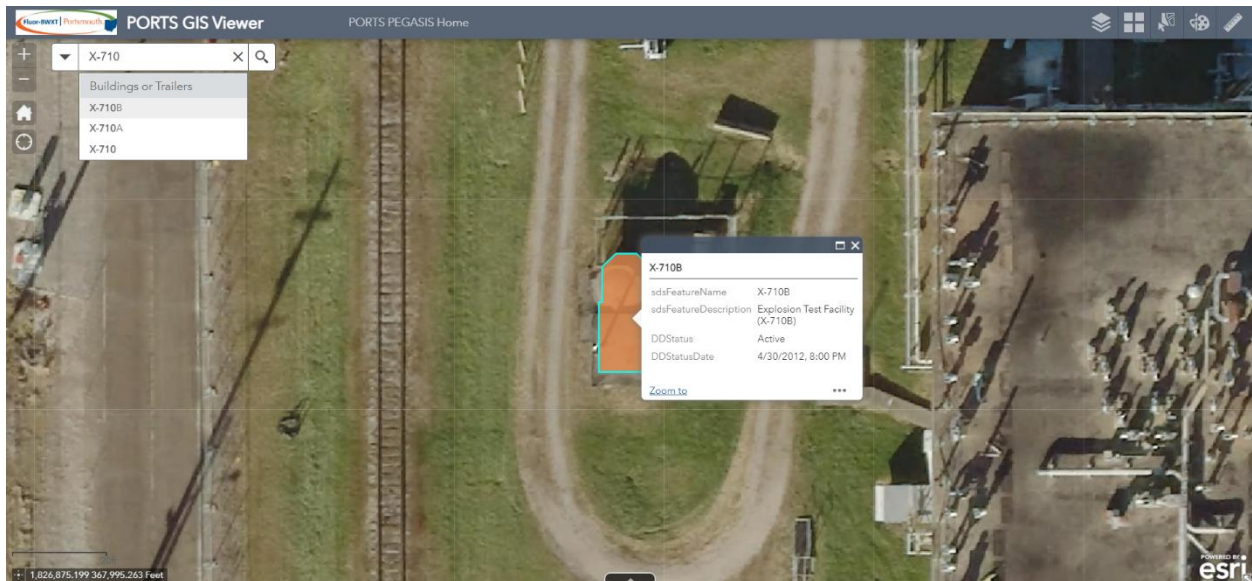 Fluor-BWXT | Portsmouth
PORTS GIS Viewer
PORTS PEGASIS Home
+
X-710
−
Buildings or Trailers
X-710B
X-710A
X-710
X-710B
sdsFeatureName X-710B
sdsFeatureDescription Explosion Test Facility
(X-710B)
DDStatus Active
DDStatusDate 4/30/2012, 8:00 PM
Zoom to
1,826,875.199 367,995.263 Feet
POWERED BY
esri